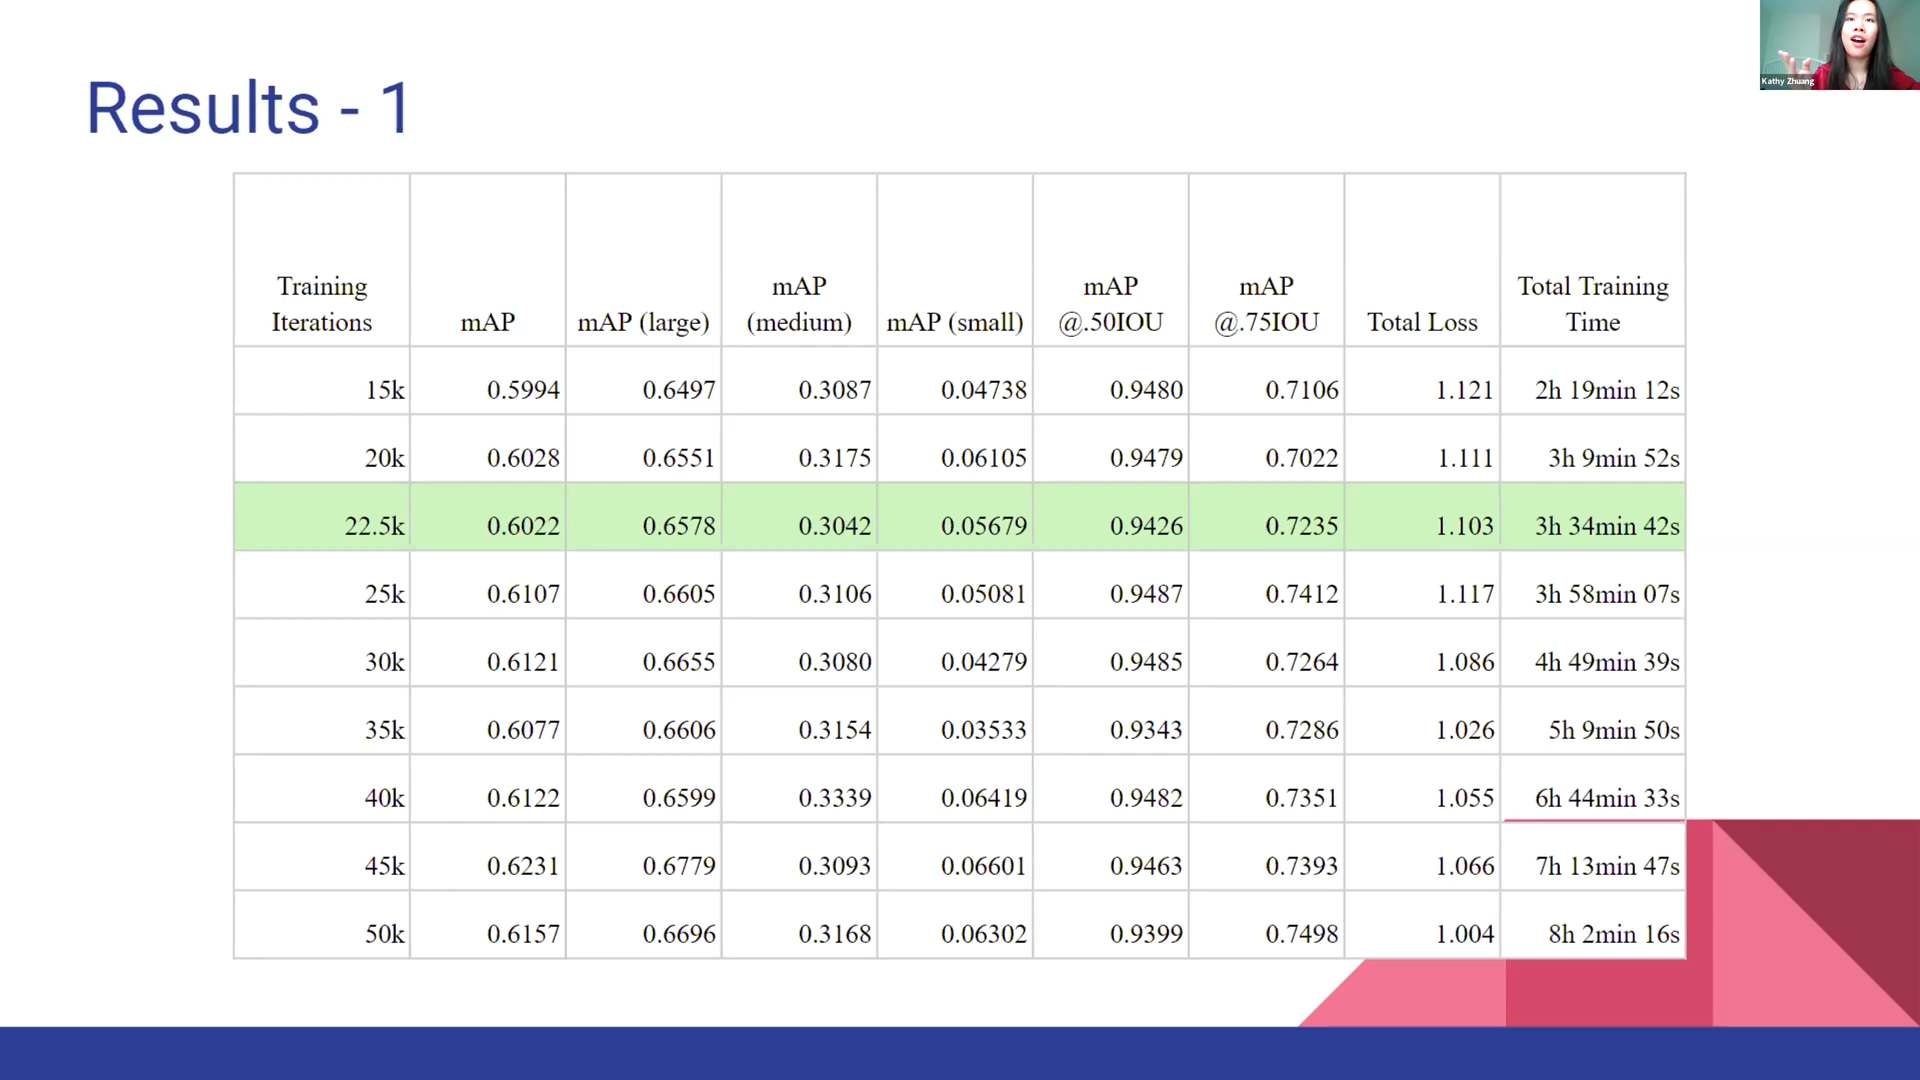 Kathy Zhuang
Results - 1
Training Iterations mAP mAP (large) mAP (medium) mAP (small) mAP @.50IOU mAP @.75IOU Total Loss Total Training Time
15k 0.5994 0.6497 0.3087 0.04738 0.9480 0.7106 1.121 2h 19min 12s
20k 0.6028 0.6551 0.3175 0.06105 0.9479 0.7022 1.111 3h 9min 52s
22.5k 0.6022 0.6578 0.3042 0.05679 0.9426 0.7235 1.103 3h 34min 42s
25k 0.6107 0.6605 0.3106 0.05081 0.9487 0.7412 1.117 3h 58min 07s
30k 0.6121 0.6655 0.3080 0.04279 0.9485 0.7264 1.086 4h 49min 39s
35k 0.6077 0.6606 0.3154 0.03533 0.9343 0.7286 1.026 5h 9min 50s
40k 0.6122 0.6599 0.3339 0.06419 0.9482 0.7351 1.055 6h 44min 33s
45k 0.6231 0.6779 0.3093 0.06601 0.9463 0.7393 1.066 7h 13min 47s
50k 0.6157 0.6696 0.3168 0.06302 0.9399 0.7498 1.004 8h 2min 16s